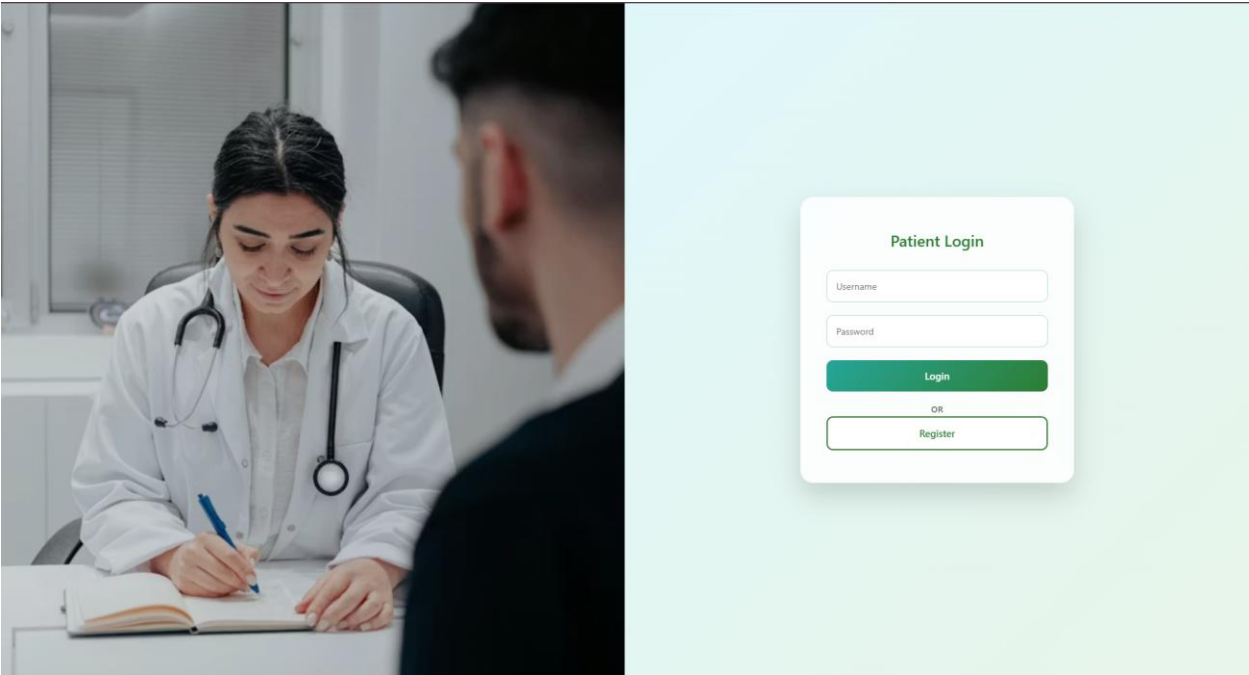 Patient Login
Username
Password
Login
OR
Register